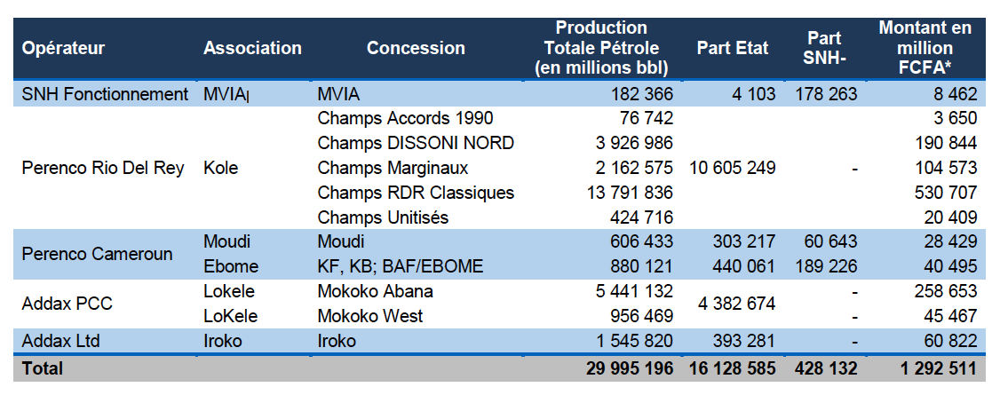 Opérateur Association Concession Production Totale Pétrole (en millions bbl) Part Etat Part SNH- Montant en million FCFA*
SNH Fonctionnement MVIA| MVIA 182 366 4 103 178 263 8 462
Champs Accords 1990 76 742 3 650
Champs DISSONI NORD 3 926 986 190 844
Perenco Rio Del Rey Kole Champs Marginaux 2 162 575 10 605 249 - 104 573
Champs RDR Classiques 13 791 836 530 707
Champs Unitisés 424 716 20 409
Perenco Cameroun Moudi Moudi 606 433 303 217 60 643 28 429
Ebome KF, KB; BAF/EBOME 880 121 440 061 189 226 40 495
Addax PCC Lokele Mokoko Abana 5 441 132 4 382 674 - 258 653
LoKele Mokoko West 956 469 - 45 467
Addax Ltd Iroko Iroko 1 545 820 393 281 - 60 822
Total 29 995 196 16 128 585 428 132 1 292 511